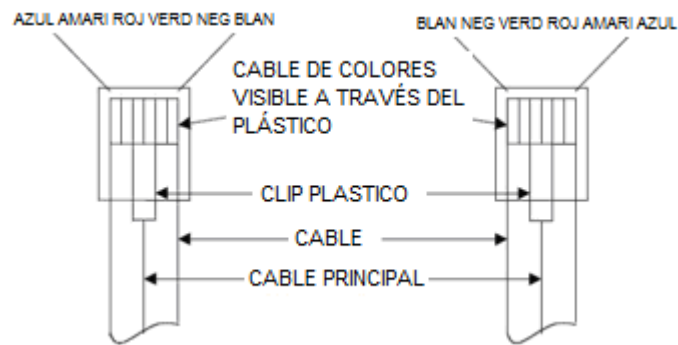 AZUL AMARI ROJ VERD NEG BLAN
BLAN NEG VERD ROJ AMARI AZUL
CABLE DE COLORES
VISIBLE A TRAVÉS DEL
PLÁSTICO
CLIP PLASTICO
CABLE
CABLE PRINCIPAL